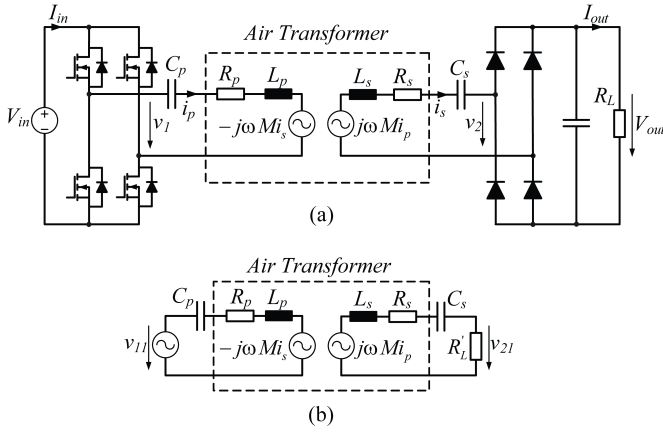 I_in
Air Transformer
I_out
C_p
R_p
L_p
L_s
R_s
C_s
V_in
v_1
i_p
-jωMi_s
jωMi_p
i_s
v_2
R_L
V_out
(a)
Air Transformer
C_p
R_p
L_p
L_s
R_s
C_s
v_11
-jωMi_s
jωMi_p
R'_L
v_21
(b)